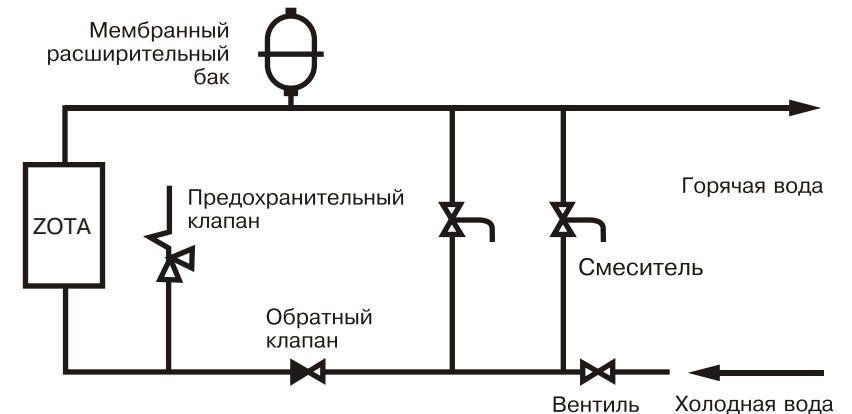 Мембранный
расширительный
бак
Горячая вода
Предохранительный
клапан
ZOTA
Смеситель
Обратный
клапан
Вентиль
Холодная вода